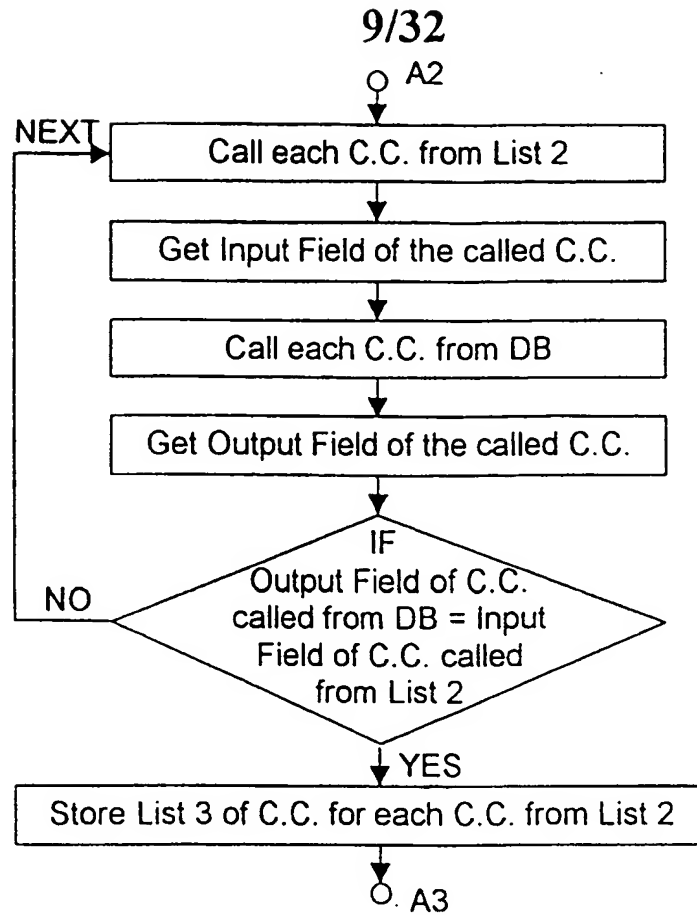 9/32
A2
NEXT
Call each C.C. from List 2
Get Input Field of the called C.C.
Call each C.C. from DB
Get Output Field of the called C.C.
IF
Output Field of C.C.
called from DB = Input
Field of C.C. called
from List 2
NO
YES
Store List 3 of C.C. for each C.C. from List 2
A3